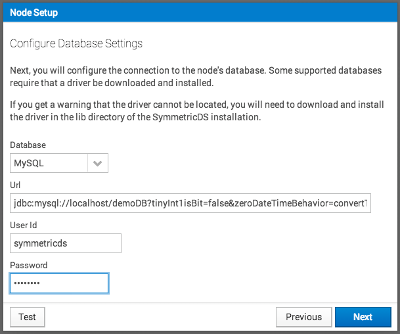 Node Setup
Configure Database Settings
Next, you will configure the connection to the node's database. Some supported databases
require that a driver be downloaded and installed.
If you get a warning that the driver cannot be located, you will need to download and install
the driver in the lib directory of the SymmetricDS installation.
Database
MySQL
Url
jdbc:mysql://localhost/demoDB?tinyInt1isBit=false&zeroDateTimeBehavior=convertT
User Id
symmetricds
Password
••••••••
Test
Previous
Next